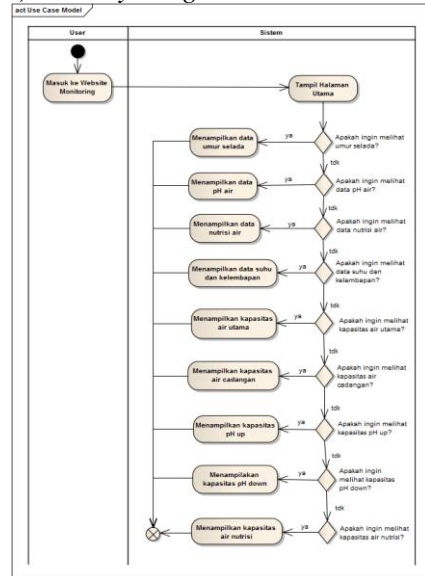 act Use Case Model
User
Sistem
Masuk ke Website
Monitoring
Tampil Halaman
Utama
Menampilkan data
umur selada
ya
Apakah ingin melihat
umur selada?
tdk
Menampilkan data
pH air
ya
Apakah ingin melihat
data pH air?
tdk
Menampilkan data
nutrisi air
ya
Apakah ingin melihat
data nutrisi air?
tdk
Menampilkan data suhu
dan kelembapan
ya
Apakah ingin melihat
data suhu dan
kelembapan?
tdk
Menampilkan kapasitas
air utama
ya
Apakah ingin melihat
kapasitas air utama?
tdk
Menampilkan kapasitas
air cadangan
ya
Apakah ingin melihat
kapasitas air
cadangan?
tdk
Menampilkan kapasitas
pH up
ya
Apakah ingin melihat
kapasitas pH up?
tdk
Menampilakan
kapasitas pH down
ya
Apakah ingin
melihat kapasitas
pH down?
tdk
Menampilkan kapasitas
air nutrisi
ya
Apakah ingin melihat
kapasitas air nutrisi?